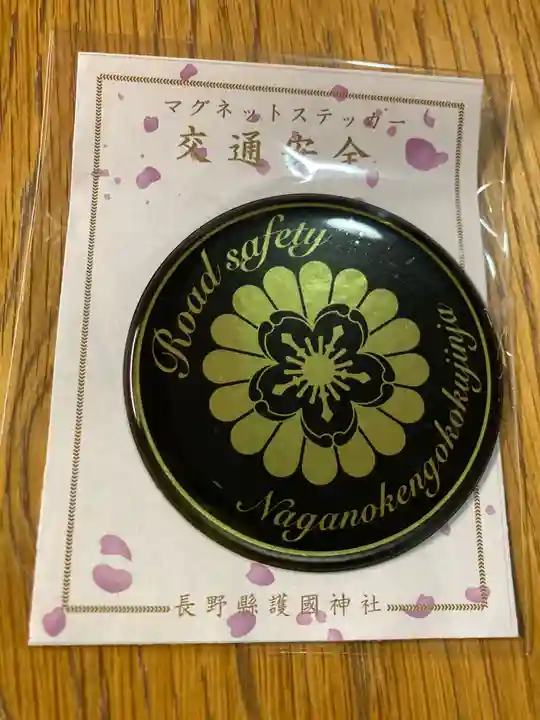 マグネットステッカー
交通安全
Road safety
Naganokengokokujinja
長野縣護國神社